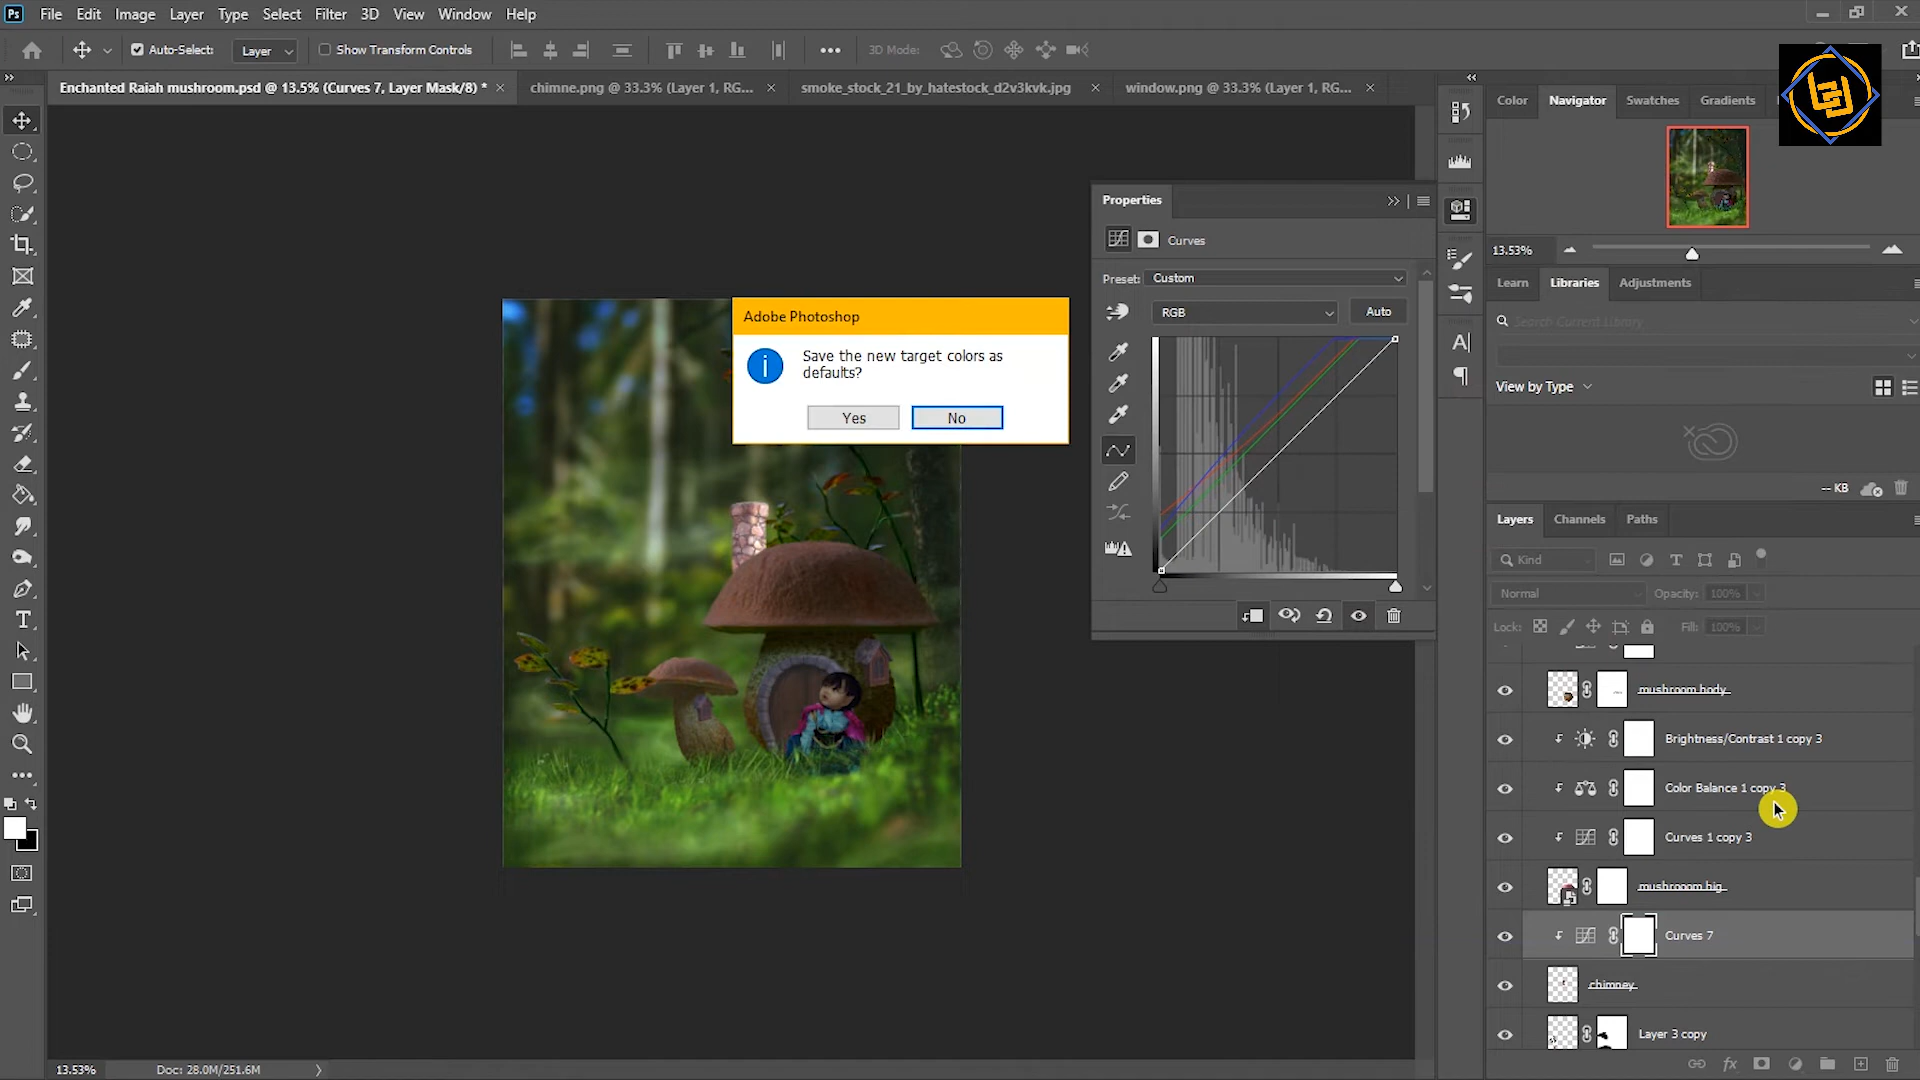 Ps File Edit Image Layer Type Select Filter 3D View Window Help
Auto-Select: Layer Show Transform Controls 3D Mode:
Enchanted Raiah mushroom.psd @ 13.5% (Curves 7, Layer Mask/8) * chimne.png @ 33.3% (Layer 1, RG... smoke_stock_21_by_hatestock_d2v3kvk.jpg window.png @ 33.3% (Layer 1, RG...
Color Navigator Swatches Gradients
13.53%
Learn Libraries Adjustments
Search Current Library
View by Type
-- KB
Properties
Curves
Preset: Custom
RGB Auto
Adobe Photoshop
Save the new target colors as
defaults?
Yes No
Layers Channels Paths
Kind
Normal Opacity: 100%
Lock: Fill: 100%
mushroom body
Brightness/Contrast 1 copy 3
Color Balance 1 copy 3
Curves 1 copy 3
mushrooom big
Curves 7
chimney
Layer 3 copy
fx
13.53% Doc: 28.0M/251.6M